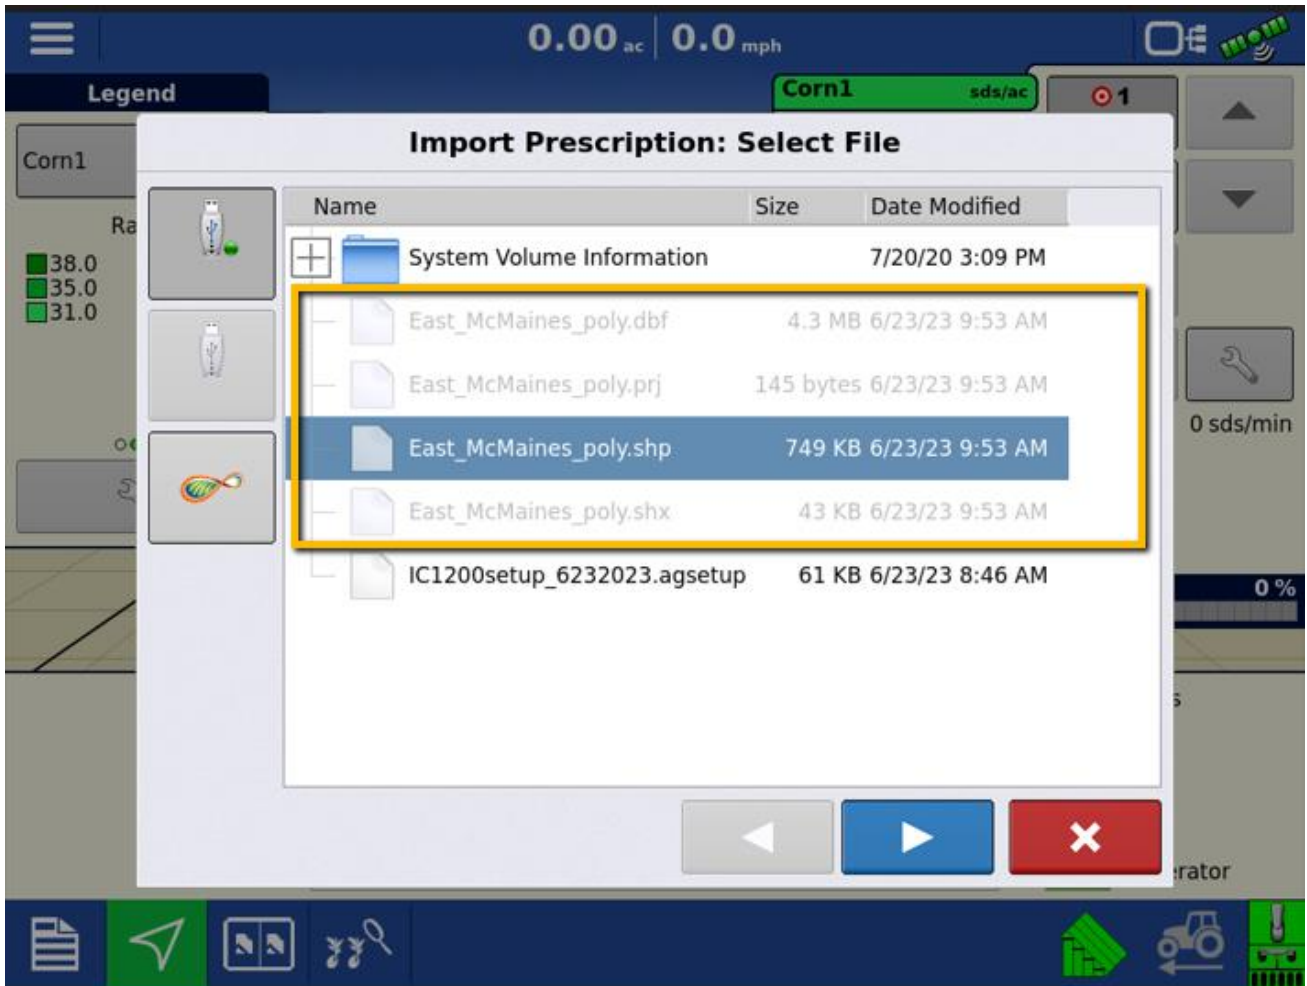 0.00 ac 0.0 mph
Legend
Corn1 sds/ac
1
Import Prescription: Select File
Corn1
Name Size Date Modified
Ra
System Volume Information 7/20/20 3:09 PM
38.0
35.0
31.0
East_McMaines_poly.dbf 4.3 MB 6/23/23 9:53 AM
East_McMaines_poly.prj 145 bytes 6/23/23 9:53 AM
0 sds/min
East_McMaines_poly.shp 749 KB 6/23/23 9:53 AM
East_McMaines_poly.shx 43 KB 6/23/23 9:53 AM
IC1200setup_6232023.agsetup 61 KB 6/23/23 8:46 AM
0 %
s
rator